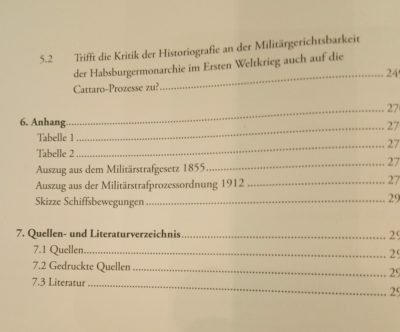 5.2 Trifft die Kritik der Historiografie an der Militärgerichtsbarkeit
der Habsburgermonarchie im Ersten Weltkrieg auch auf die
Cattaro-Prozesse zu?
6. Anhang
Tabelle 1
Tabelle 2
Auszug aus dem Militärstrafgesetz 1855
Auszug aus der Militärstrafprozessordnung 1912
Skizze Schiffsbewegungen
7. Quellen- und Literaturverzeichnis
7.1 Quellen
7.2 Gedruckte Quellen
7.3 Literatur